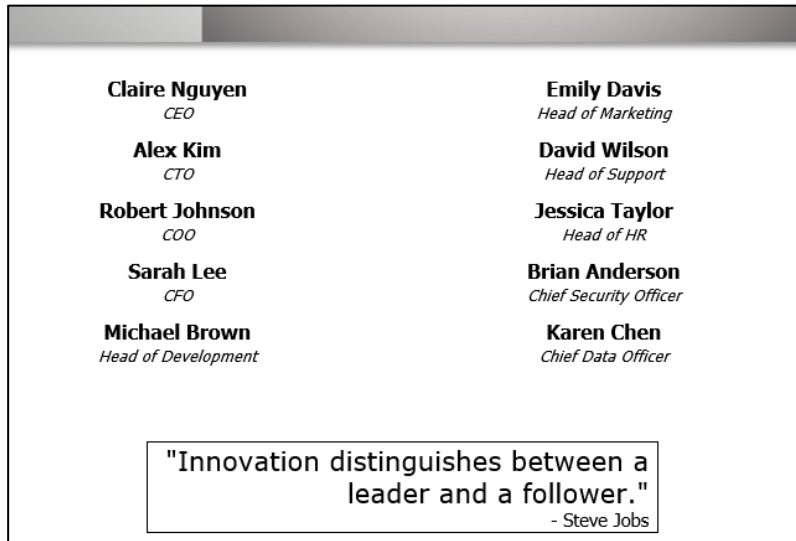 Claire Nguyen
CEO
Alex Kim
CTO
Robert Johnson
COO
Sarah Lee
CFO
Michael Brown
Head of Development
Emily Davis
Head of Marketing
David Wilson
Head of Support
Jessica Taylor
Head of HR
Brian Anderson
Chief Security Officer
Karen Chen
Chief Data Officer
"Innovation distinguishes between a
leader and a follower."
- Steve Jobs